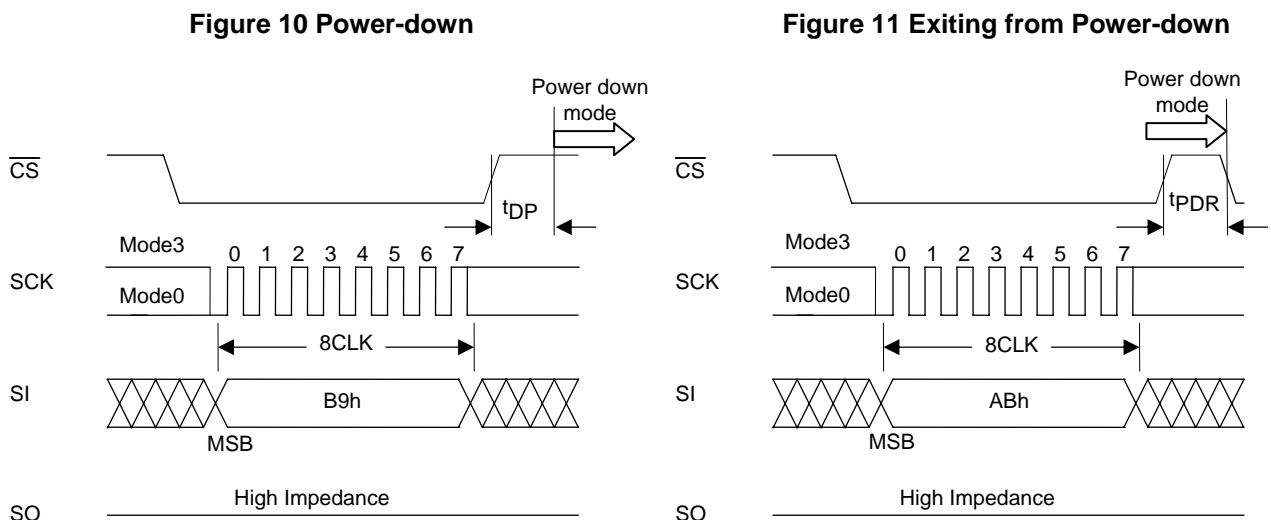 Figure 10 Power-down
Power down
mode
CS
tDP
Mode3
0 1 2 3 4 5 6 7
SCK
Mode0
8CLK
SI
B9h
MSB
High Impedance
SO
Figure 11 Exiting from Power-down
Power down
mode
CS
tPDR
Mode3
0 1 2 3 4 5 6 7
SCK
Mode0
8CLK
SI
ABh
MSB
High Impedance
SO